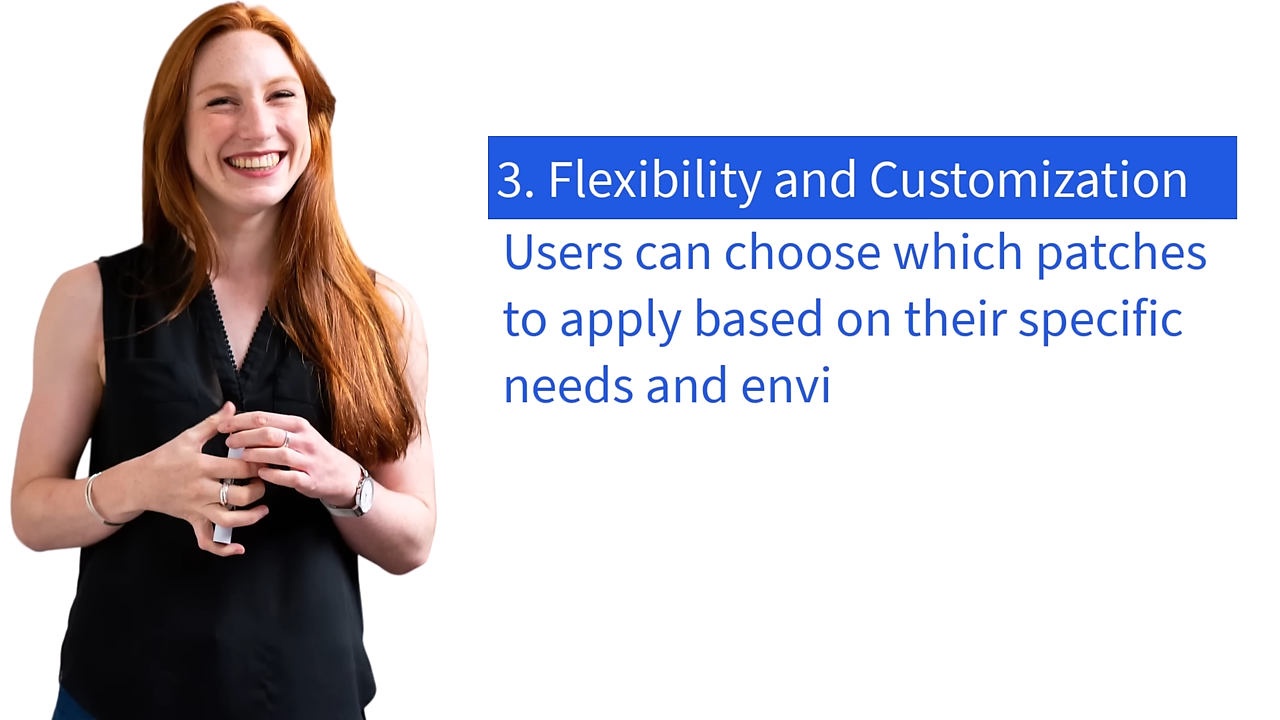 3. Flexibility and Customization
Users can choose which patches
to apply based on their specific
needs and envi